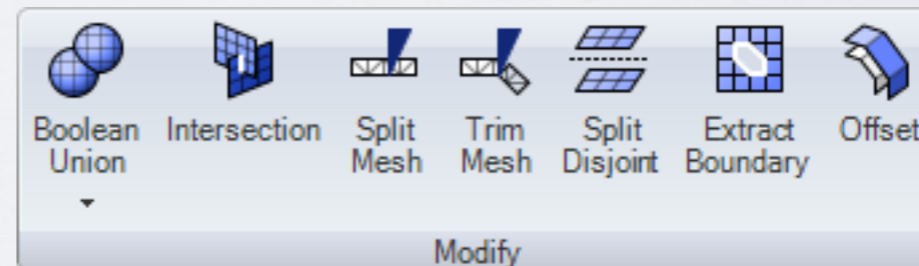 Boolean
Union
Intersection
Split
Mesh
Trim
Mesh
Split
Disjoint
Extract
Boundary
Offset
Modify